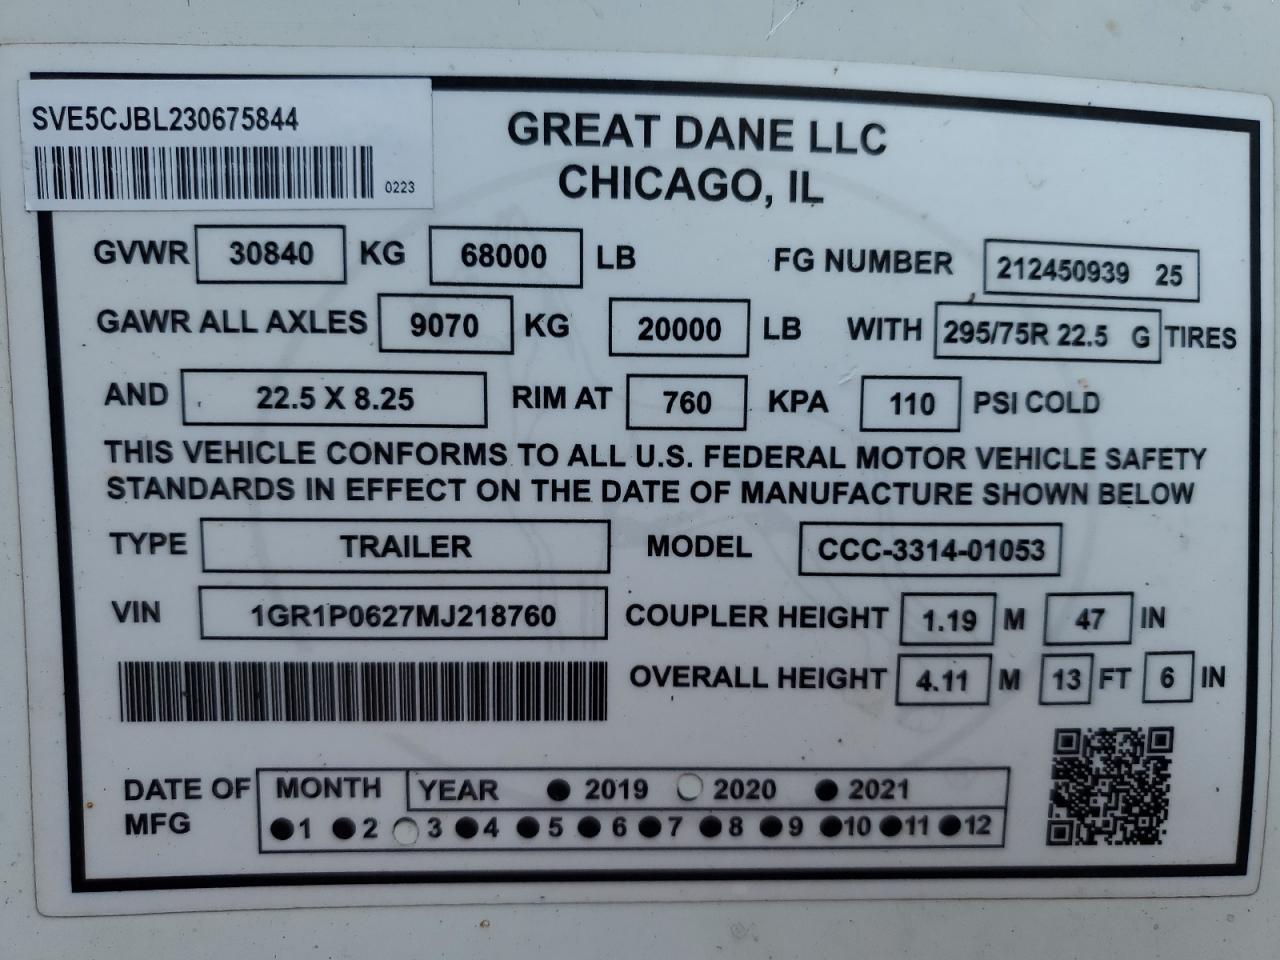 SVE5CJBL230675844
0223
GREAT DANE LLC
CHICAGO, IL
GVWR 30840 KG 68000 LB FG NUMBER 212450939 25
GAWR ALL AXLES 9070 KG 20000 LB WITH 295/75R 22.5 G TIRES
AND 22.5 X 8.25 RIM AT 760 KPA 110 PSI COLD
THIS VEHICLE CONFORMS TO ALL U.S. FEDERAL MOTOR VEHICLE SAFETY
STANDARDS IN EFFECT ON THE DATE OF MANUFACTURE SHOWN BELOW
TYPE TRAILER MODEL CCC-3314-01053
VIN 1GR1P0627MJ218760 COUPLER HEIGHT 1.19 M 47 IN
OVERALL HEIGHT 4.11 M 13 FT 6 IN
DATE OF MONTH YEAR 2019 2020 2021
MFG 1 2 3 4 5 6 7 8 9 10 11 12